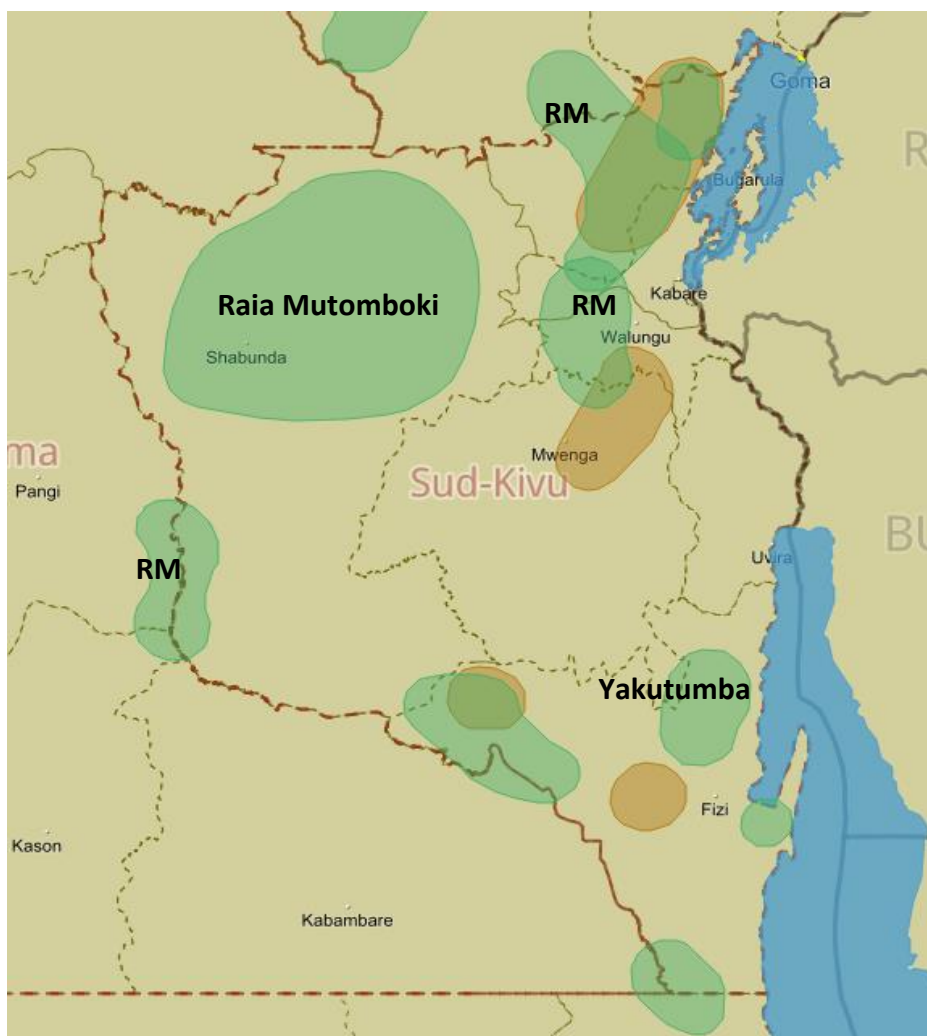 Goma
RM
R
Bugarula
Raia Mutomboki
RM
Kabare
Shabunda
Walungu
ma
Mwenga
Pangi
Sud-Kivu
BU
Uvira
RM
Yakutumba
Fizi
Kason
Kabambare